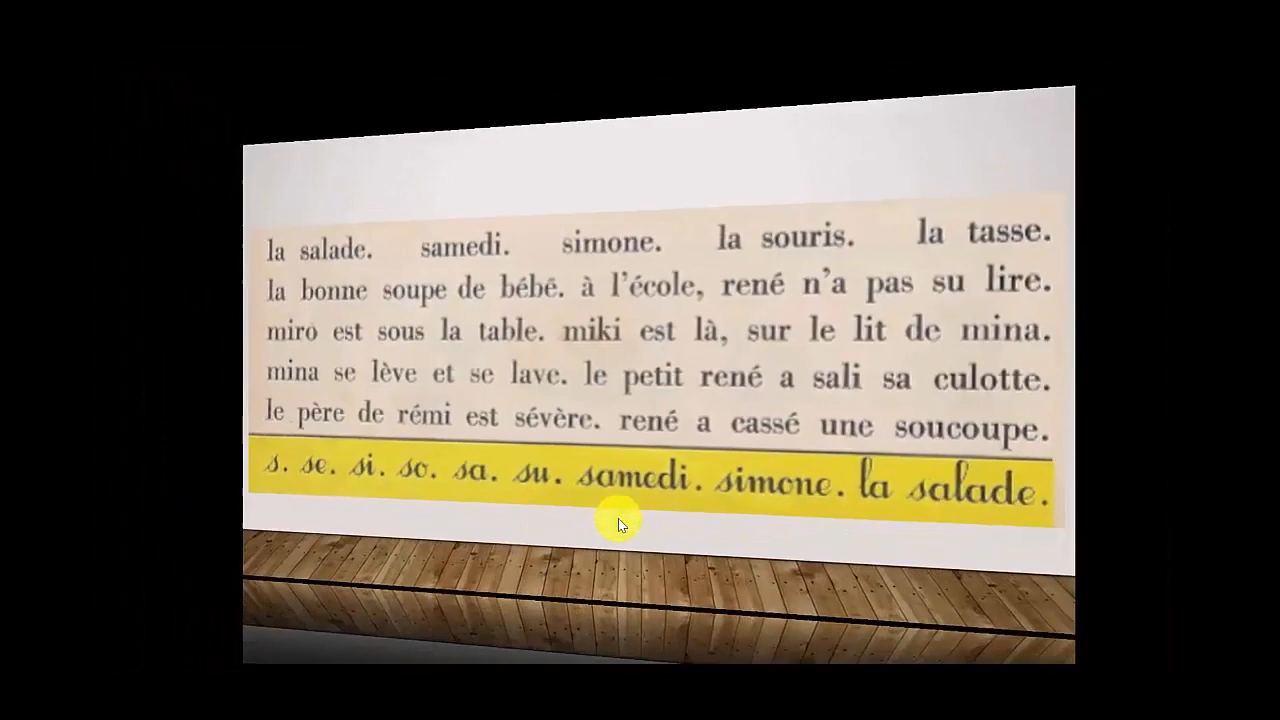 la salade. samedi. simone. la souris. la tasse.
la bonne soupe de bébé. à l'école, rené n'a pas su lire.
miro est sous la table. miki est là, sur le lit de mina.
mina se lève et se lave. le petit rené a sali sa culotte.
le père de rémi est sévère. rené a cassé une soucoupe.
s. se. si. so. sa. su. samedi. simone. la salade.